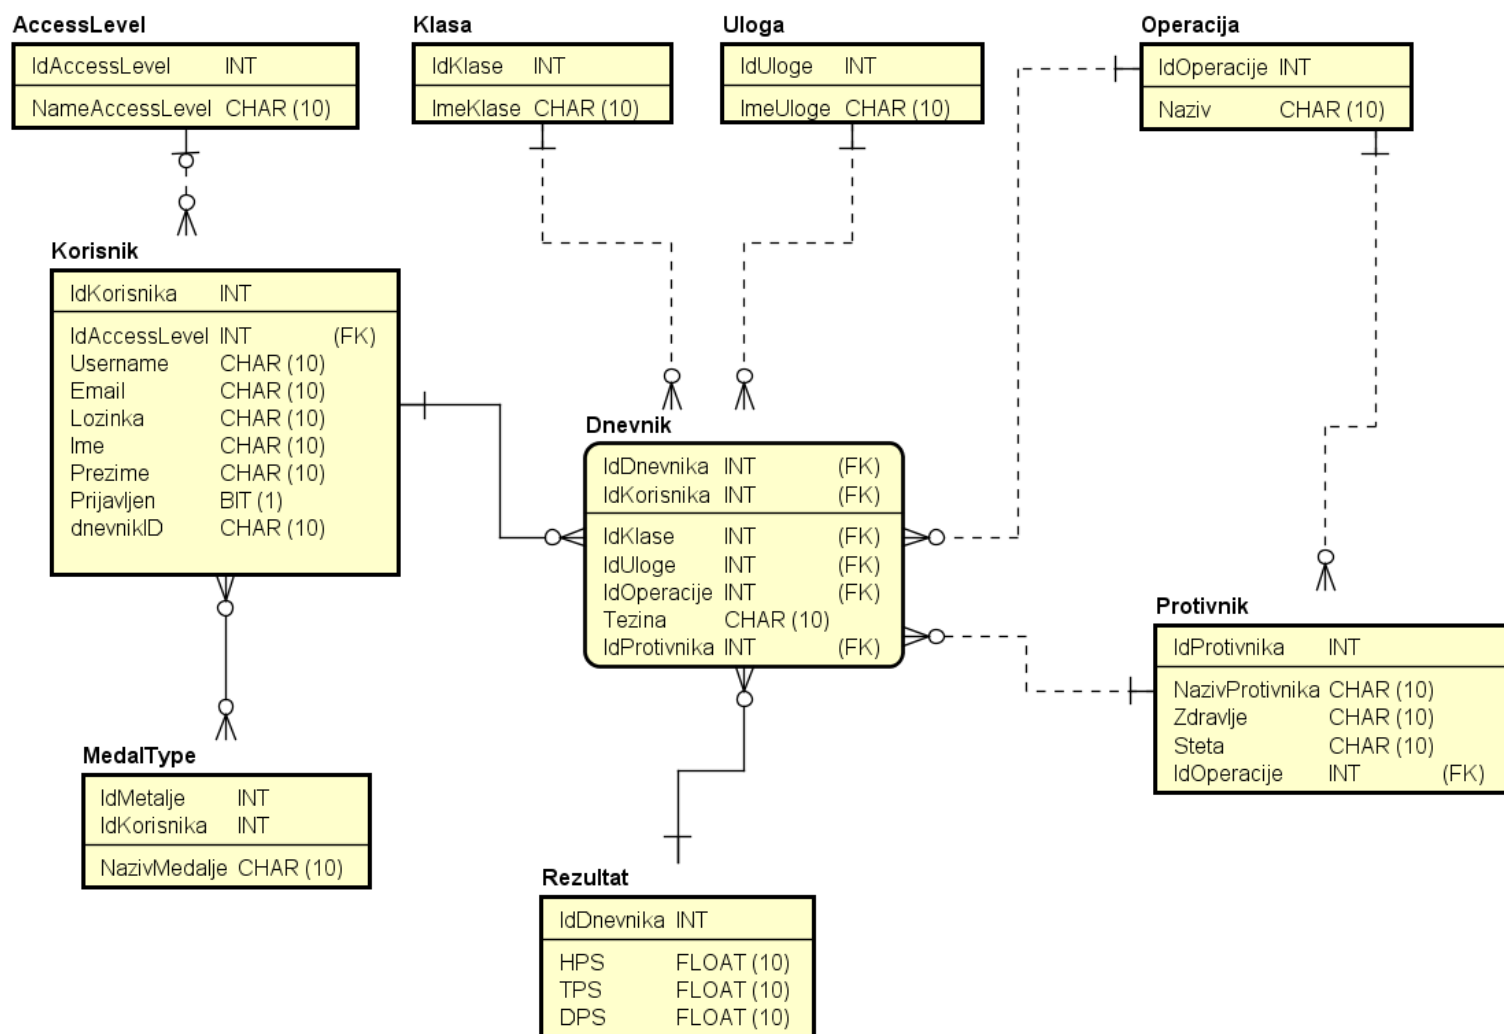 AccessLevel
IdAccessLevel INT
NameAccessLevel CHAR (10)
Klasa
IdKlase INT
ImeKlase CHAR (10)
Uloga
IdUloge INT
ImeUloge CHAR (10)
Operacija
IdOperacije INT
Naziv CHAR (10)
Korisnik
IdKorisnika INT
IdAccessLevel INT (FK)
Username CHAR (10)
Email CHAR (10)
Lozinka CHAR (10)
Ime CHAR (10)
Prezime CHAR (10)
Prijavljen BIT (1)
dnevnikID CHAR (10)
Dnevnik
IdDnevnika INT (FK)
IdKorisnika INT (FK)
IdKlase INT (FK)
IdUloge INT (FK)
IdOperacije INT (FK)
Tezina CHAR (10)
IdProtivnika INT (FK)
Protivnik
IdProtivnika INT
NazivProtivnika CHAR (10)
Zdravlje CHAR (10)
Steta CHAR (10)
IdOperacije INT (FK)
MedalType
IdMetalje INT
IdKorisnika INT
NazivMedalje CHAR (10)
Rezultat
IdDnevnika INT
HPS FLOAT (10)
TPS FLOAT (10)
DPS FLOAT (10)